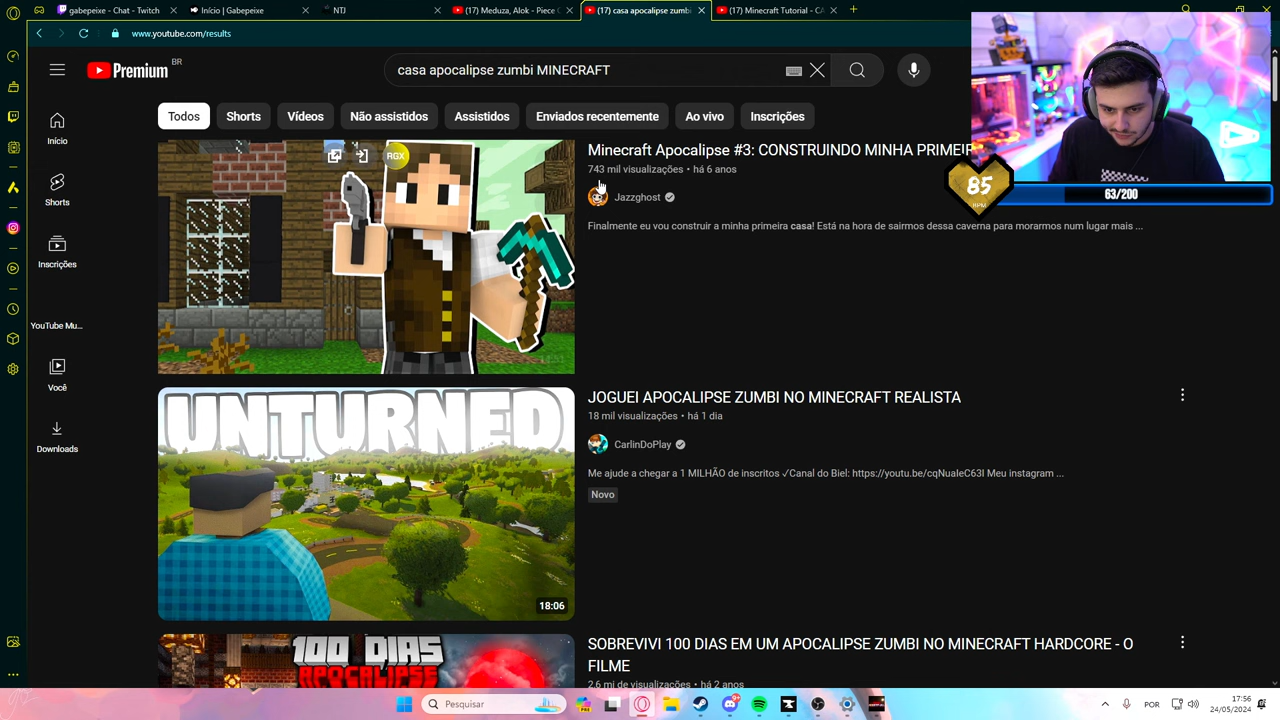 gabepeixe - Chat - Twitch
Início | Gabepeixe
NTJ
(17) Meduza, Alok - Piece O
(17) casa apocalipse zumbi
(17) Minecraft Tutorial - CA
www.youtube.com/results
Premium BR
casa apocalipse zumbi MINECRAFT
Todos
Shorts
Vídeos
Não assistidos
Assistidos
Enviados recentemente
Ao vivo
Inscrições
Início
Shorts
Inscrições
YouTube Mu...
Você
Downloads
RGX
Minecraft Apocalipse #3: CONSTRUINDO MINHA PRIMEIR
743 mil visualizações • há 6 anos
Jazzghost
Finalmente eu vou construir a minha primeira casa! Está na hora de sairmos dessa caverna para morarmos num lugar mais ...
85
BPM
63/200
UNTURNED
18:06
JOGUEI APOCALIPSE ZUMBI NO MINECRAFT REALISTA
18 mil visualizações • há 1 dia
CarlinDoPlay
Me ajude a chegar a 1 MILHÃO de inscritos ✓Canal do Biel: https://youtu.be/cqNuaIeC63I Meu instagram ...
Novo
100 DIAS
APOCALIPSE
SOBREVIVI 100 DIAS EM UM APOCALIPSE ZUMBI NO MINECRAFT HARDCORE - O
FILME
2,6 mi de visualizações • há 2 anos
Pesquisar
POR
17:56
24/05/2024